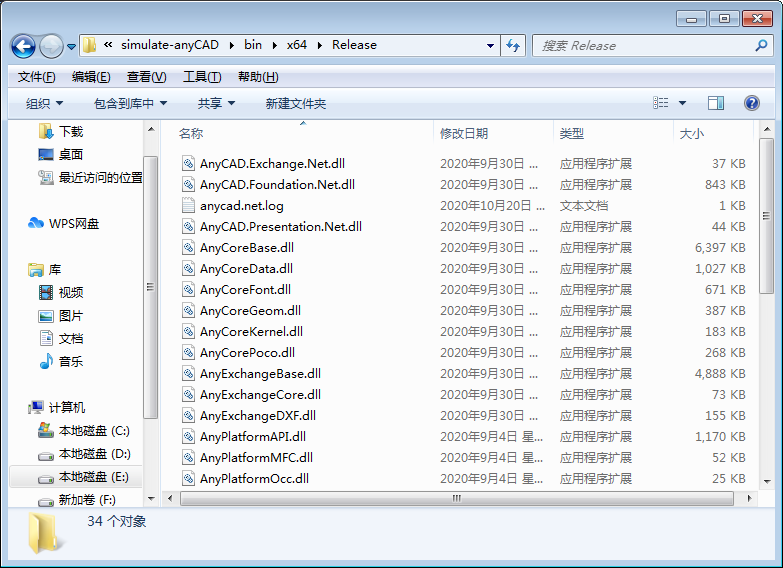 « simulate-anyCAD ▸ bin ▸ x64 ▸ Release
搜索 Release
文件(F) 编辑(E) 查看(V) 工具(T) 帮助(H)
组织 包含到库中 共享 新建文件夹
下载
桌面
最近访问的位置
WPS网盘
库
视频
图片
文档
音乐
计算机
本地磁盘 (C:)
本地磁盘 (D:)
本地磁盘 (E:)
新加卷 (F:)
名称 修改日期 类型 大小
AnyCAD.Exchange.Net.dll 2020年9月30日 ... 应用程序扩展 37 KB
AnyCAD.Foundation.Net.dll 2020年9月30日 ... 应用程序扩展 843 KB
anycad.net.log 2020年10月20日 ... 文本文档 1 KB
AnyCAD.Presentation.Net.dll 2020年9月30日 ... 应用程序扩展 44 KB
AnyCoreBase.dll 2020年9月30日 ... 应用程序扩展 6,397 KB
AnyCoreData.dll 2020年9月30日 ... 应用程序扩展 1,027 KB
AnyCoreFont.dll 2020年9月30日 ... 应用程序扩展 671 KB
AnyCoreGeom.dll 2020年9月30日 ... 应用程序扩展 387 KB
AnyCoreKernel.dll 2020年9月30日 ... 应用程序扩展 183 KB
AnyCorePoco.dll 2020年9月30日 ... 应用程序扩展 268 KB
AnyExchangeBase.dll 2020年9月30日 ... 应用程序扩展 4,888 KB
AnyExchangeCore.dll 2020年9月30日 ... 应用程序扩展 73 KB
AnyExchangeDXF.dll 2020年9月30日 ... 应用程序扩展 155 KB
AnyPlatformAPI.dll 2020年9月4日 星... 应用程序扩展 1,170 KB
AnyPlatformMFC.dll 2020年9月4日 星... 应用程序扩展 52 KB
AnyPlatformOcc.dll 2020年9月4日 星... 应用程序扩展 25 KB
34 个对象